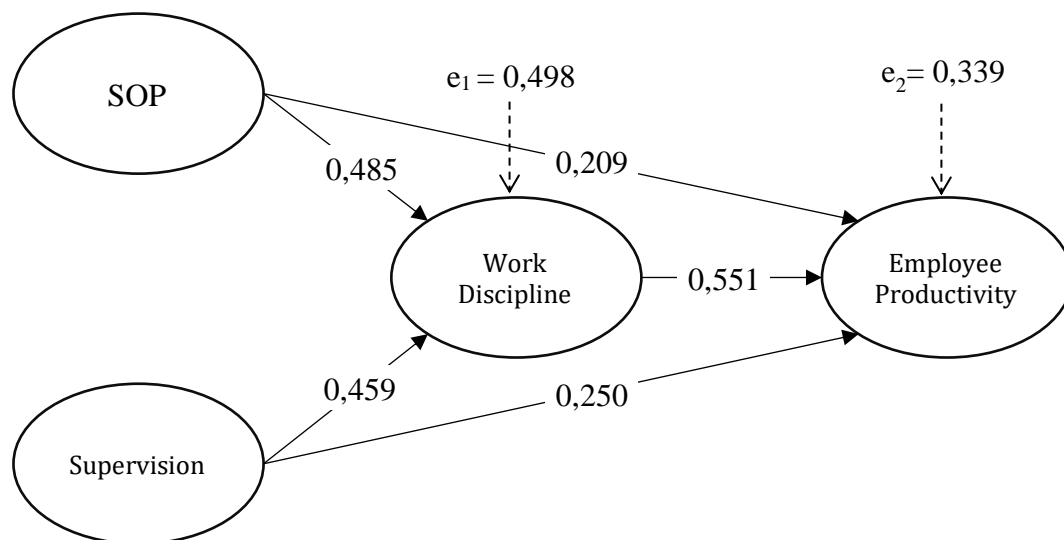 SOP
e₁ = 0,498
e₂= 0,339
0,485
0,209
Work
Discipline
0,551
Employee
Productivity
0,459
0,250
Supervision